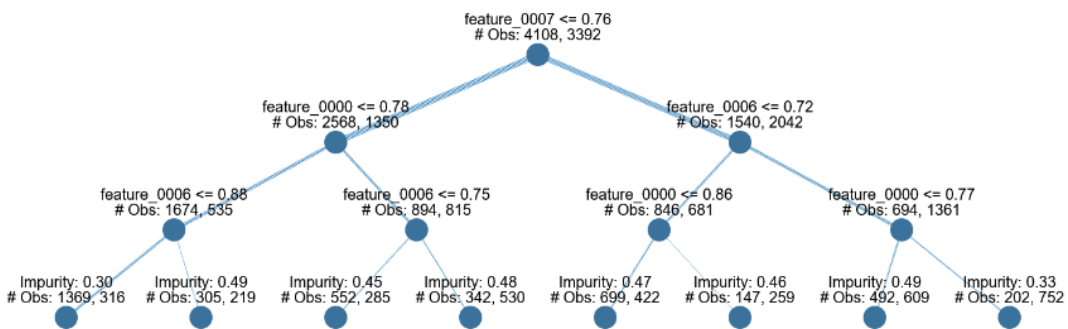 feature_0007 <= 0.76
# Obs: 4108, 3392
feature_0000 <= 0.78
# Obs: 2568, 1350
feature_0006 <= 0.72
# Obs: 1540, 2042
feature_0006 <= 0.88
# Obs: 1674, 535
feature_0006 <= 0.75
# Obs: 894, 815
feature_0000 <= 0.86
# Obs: 846, 681
feature_0000 <= 0.77
# Obs: 694, 1361
Impurity: 0.30
# Obs: 1369, 316
Impurity: 0.49
# Obs: 305, 219
Impurity: 0.45
# Obs: 552, 285
Impurity: 0.48
# Obs: 342, 530
Impurity: 0.47
# Obs: 699, 422
Impurity: 0.46
# Obs: 147, 259
Impurity: 0.49
# Obs: 492, 609
Impurity: 0.33
# Obs: 202, 752